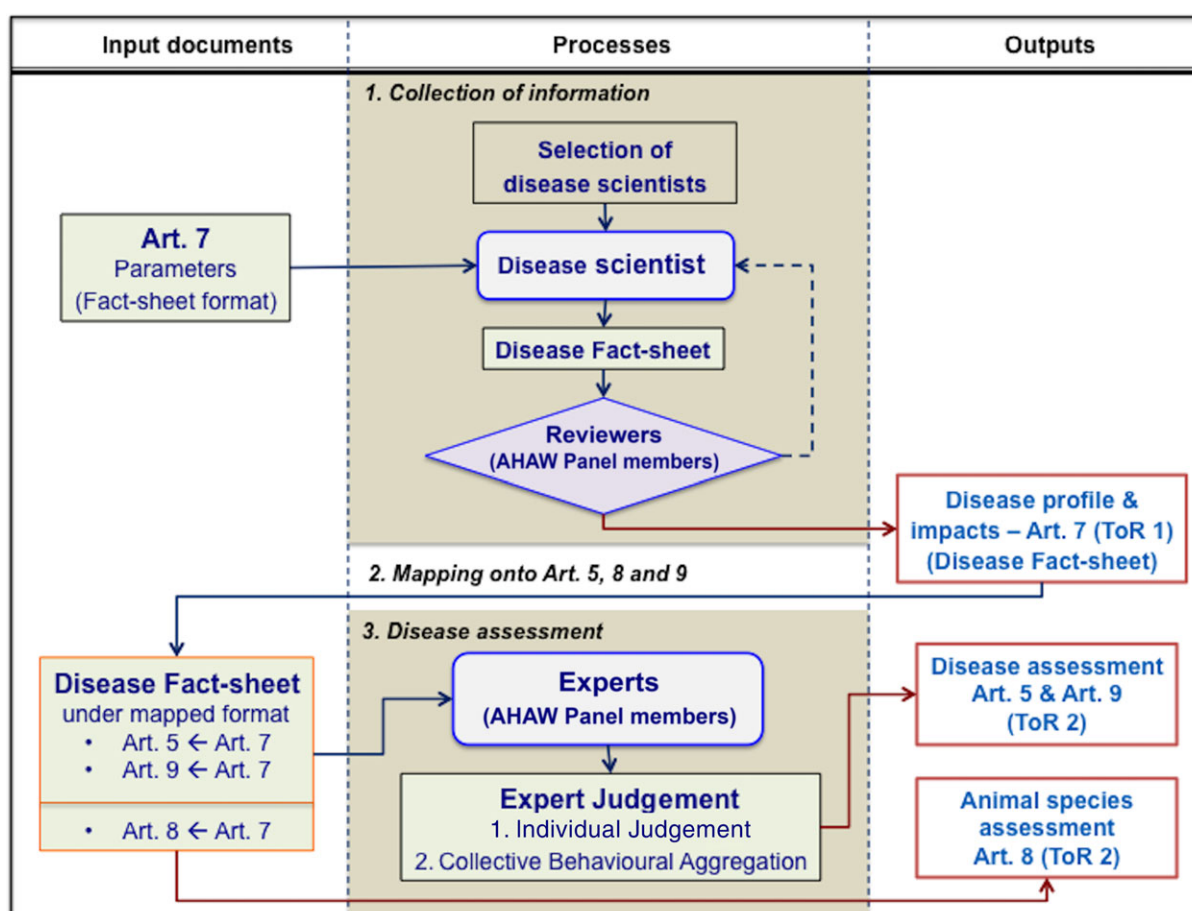 Input documents
Processes
Outputs
1. Collection of information
Selection of
disease scientists
Art. 7
Parameters
(Fact-sheet format)
Disease scientist
Disease Fact-sheet
Reviewers
(AHAW Panel members)
Disease profile &
impacts – Art. 7 (ToR 1)
(Disease Fact-sheet)
2. Mapping onto Art. 5, 8 and 9
3. Disease assessment
Disease Fact-sheet
under mapped format
• Art. 5 ← Art. 7
• Art. 9 ← Art. 7
• Art. 8 ← Art. 7
Experts
(AHAW Panel members)
Expert Judgement
1. Individual Judgement
2. Collective Behavioural Aggregation
Disease assessment
Art. 5 & Art. 9
(ToR 2)
Animal species
assessment
Art. 8 (ToR 2)